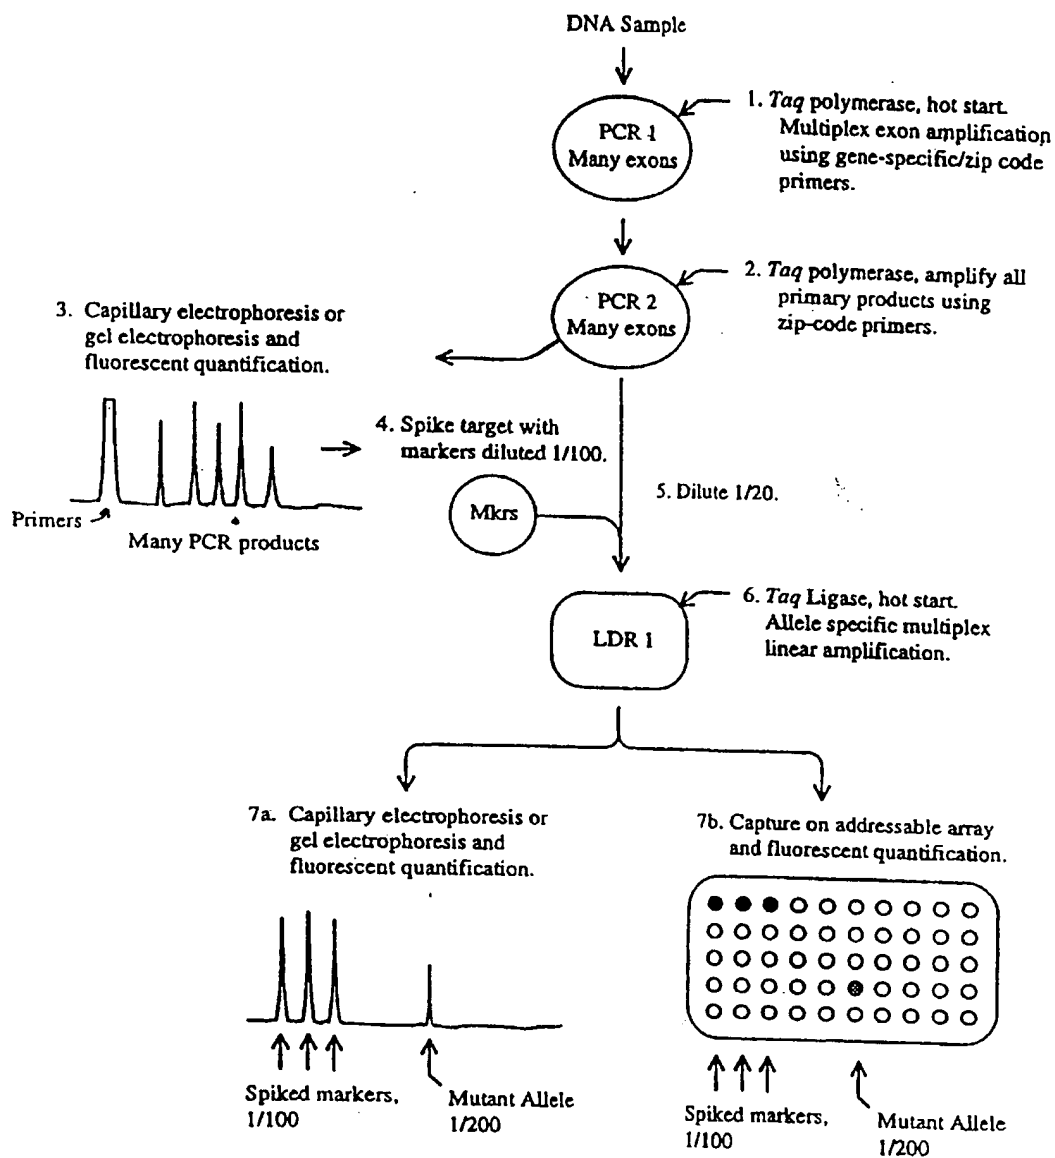 DNA Sample
PCR 1
Many exons
1. Taq polymerase, hot start.
Multiplex exon amplification
using gene-specific/zip code
primers.
PCR 2
Many exons
2. Taq polymerase, amplify all
primary products using
zip-code primers.
3. Capillary electrophoresis or
gel electrophoresis and
fluorescent quantification.
Primers
Many PCR products
4. Spike target with
markers diluted 1/100.
Mkrs
5. Dilute 1/20.
LDR 1
6. Taq Ligase, hot start.
Allele specific multiplex
linear amplification.
7a. Capillary electrophoresis or
gel electrophoresis and
fluorescent quantification.
Spiked markers,
1/100
Mutant Allele
1/200
7b. Capture on addressable array
and fluorescent quantification.
Spiked markers,
1/100
Mutant Allele
1/200